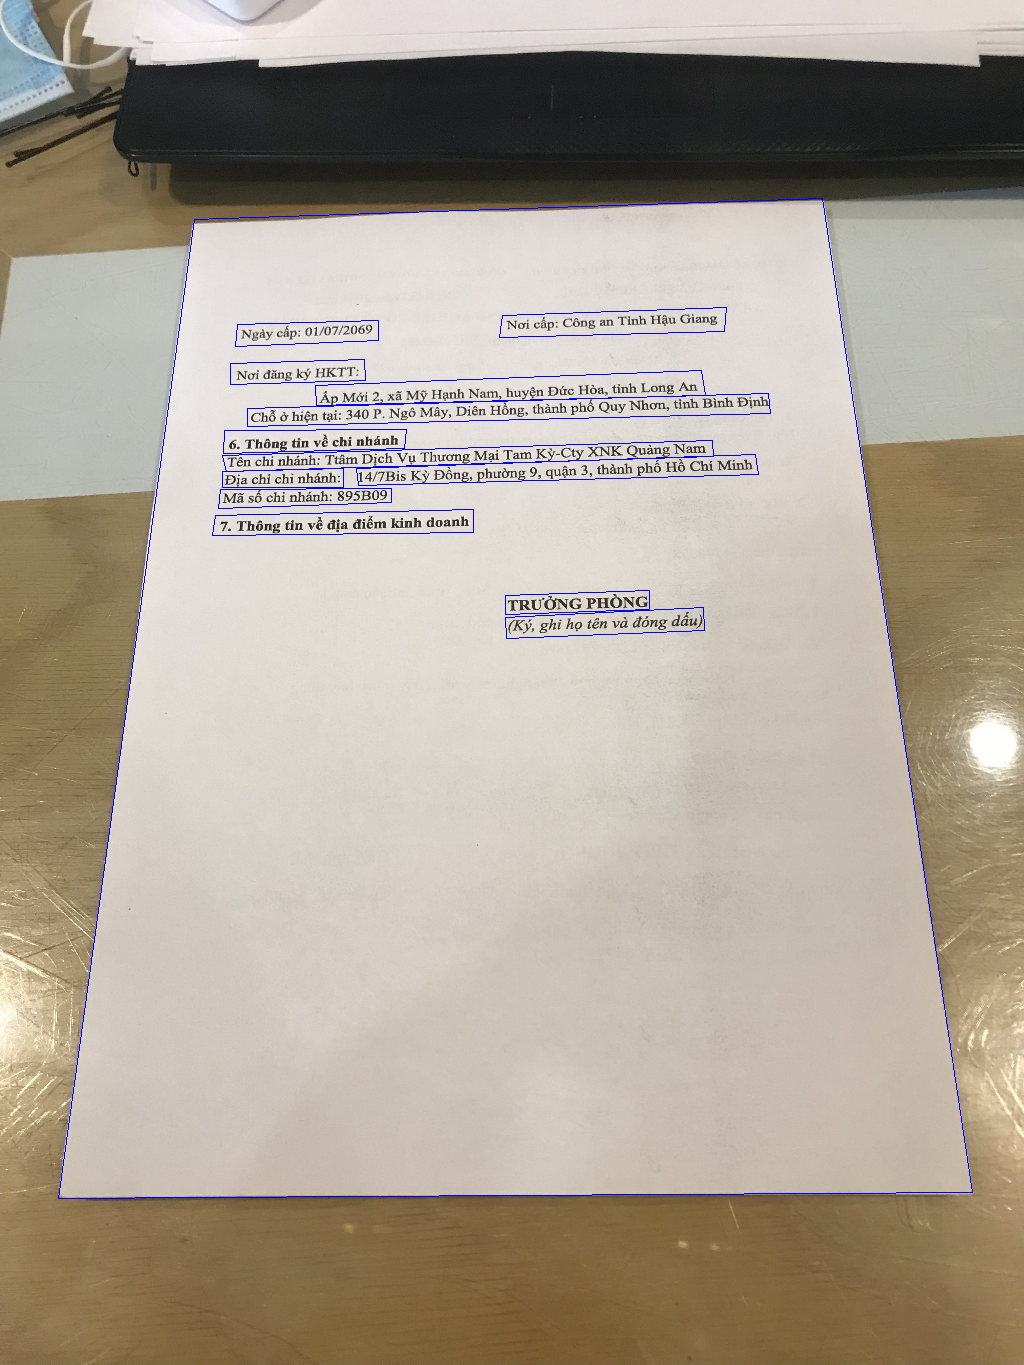 Ngày cấp: 01/07/2069 Nơi cấp: Công an Tỉnh Hậu Giang
Nơi đăng ký HKTT:
Ấp Mới 2, xã Mỹ Hạnh Nam, huyện Đức Hòa, tỉnh Long An
Chỗ ở hiện tại: 340 P. Ngô Mây, Diên Hồng, thành phố Quy Nhơn, tỉnh Bình Định
6. Thông tin về chi nhánh
Tên chi nhánh: Ttâm Dịch Vụ Thương Mại Tam Kỳ-Cty XNK Quảng Nam
Địa chỉ chi nhánh: 14/7Bis Kỳ Đồng, phường 9, quận 3, thành phố Hồ Chí Minh
Mã số chi nhánh: 895B09
7. Thông tin về địa điểm kinh doanh
TRƯỞNG PHÒNG
(Ký, ghi họ tên và đóng dấu)